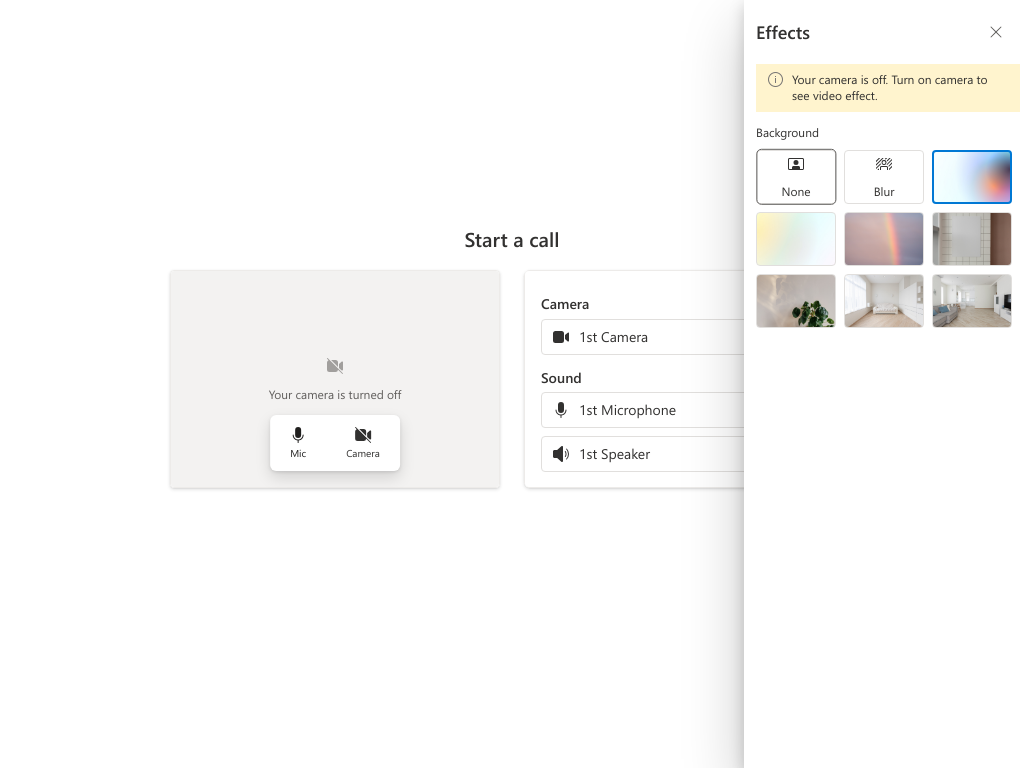 Effects
Your camera is off. Turn on camera to
see video effect.
Background
None
Blur
Start a call
Your camera is turned off
Mic
Camera
Camera
1st Camera
Sound
1st Microphone
1st Speaker